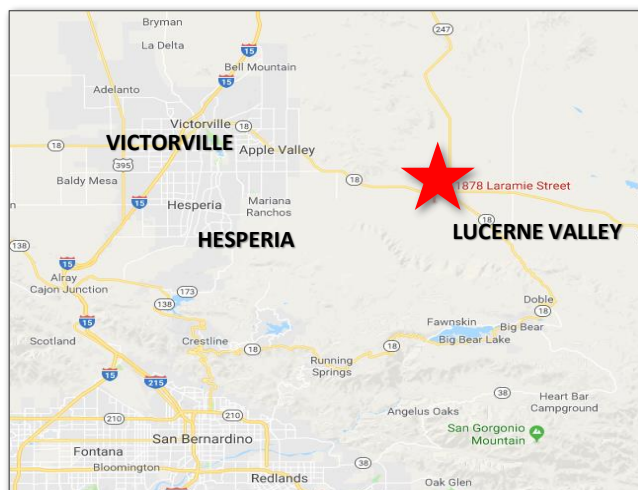 Bryman
247
La Delta
15
15
Bell Mountain
Adelanto
Victorville
18
18
VICTORVILLE
Apple Valley
395
18
1878 Laramie Street
Baldy Mesa
15
Hesperia
Mariana
Ranchos
18
HESPERIA
LUCERNE VALLEY
138
15
Alray
Cajon Junction
173
138
Doble
18
Scotland
Crestline
18
Fawnskin
Big Bear
Big Bear Lake
18
Running
Springs
15
215
38
Heart Bar
Campground
210
210
Angelus Oaks
San Gorgonio
Mountain
San Bernardino
Fontana
Bloomington
38
Redlands
Oak Glen